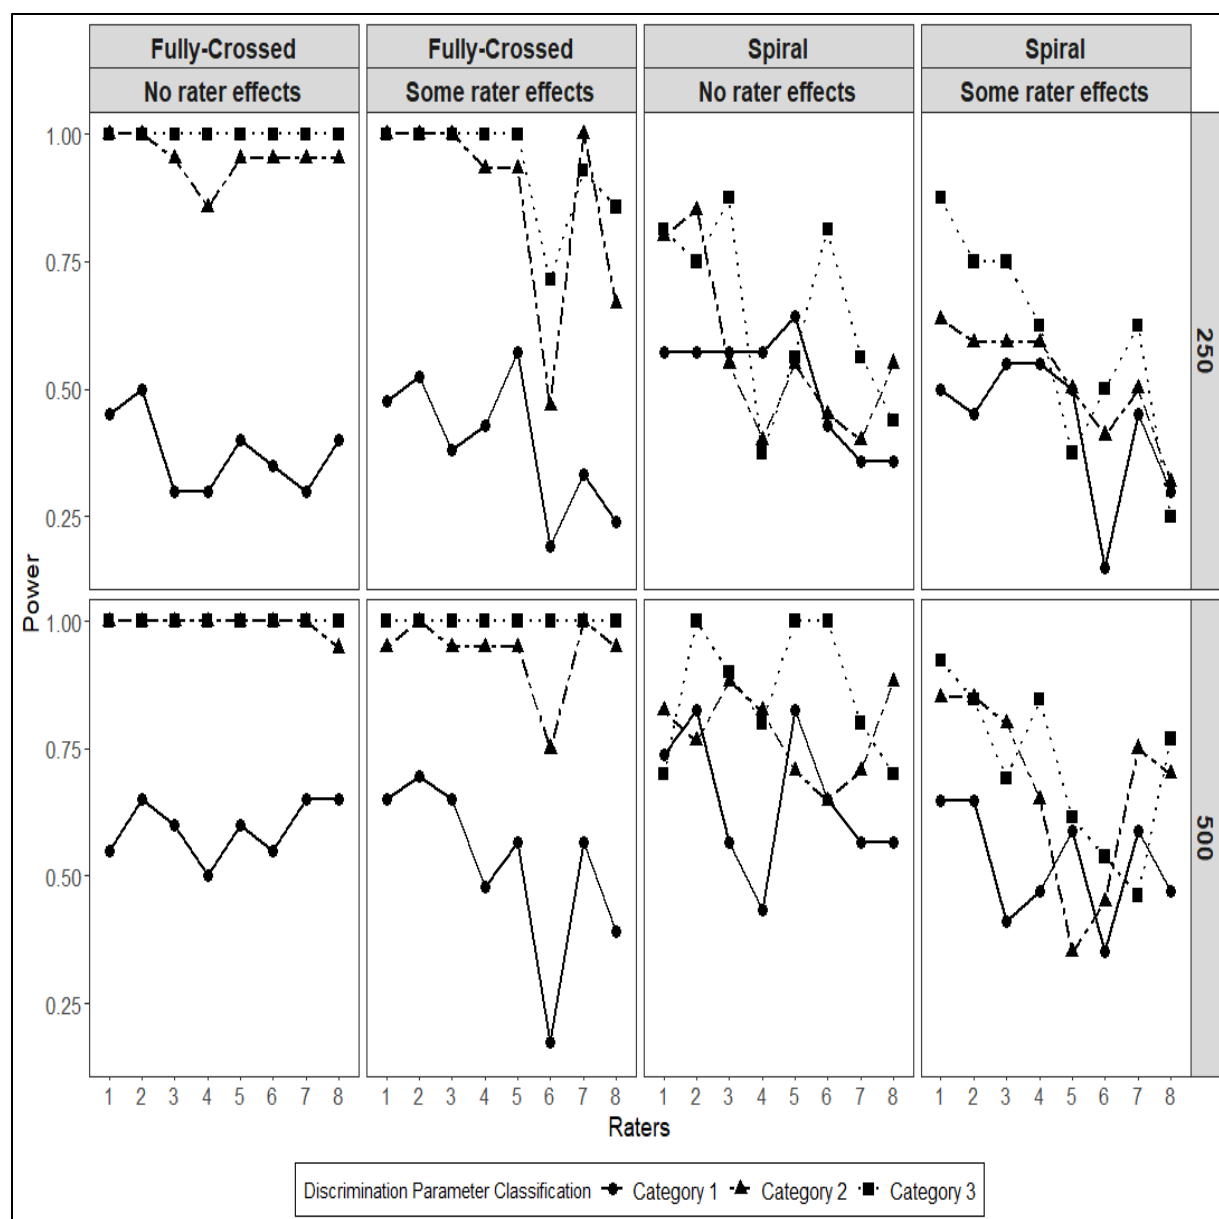 Fully-Crossed Fully-Crossed Spiral Spiral
No rater effects Some rater effects No rater effects Some rater effects
1.00
0.75
0.50
0.25
250
Power
1.00
0.75
0.50
0.25
500
1 2 3 4 5 6 7 8 1 2 3 4 5 6 7 8 1 2 3 4 5 6 7 8 1 2 3 4 5 6 7 8
Raters
Discrimination Parameter Classification Category 1 Category 2 Category 3